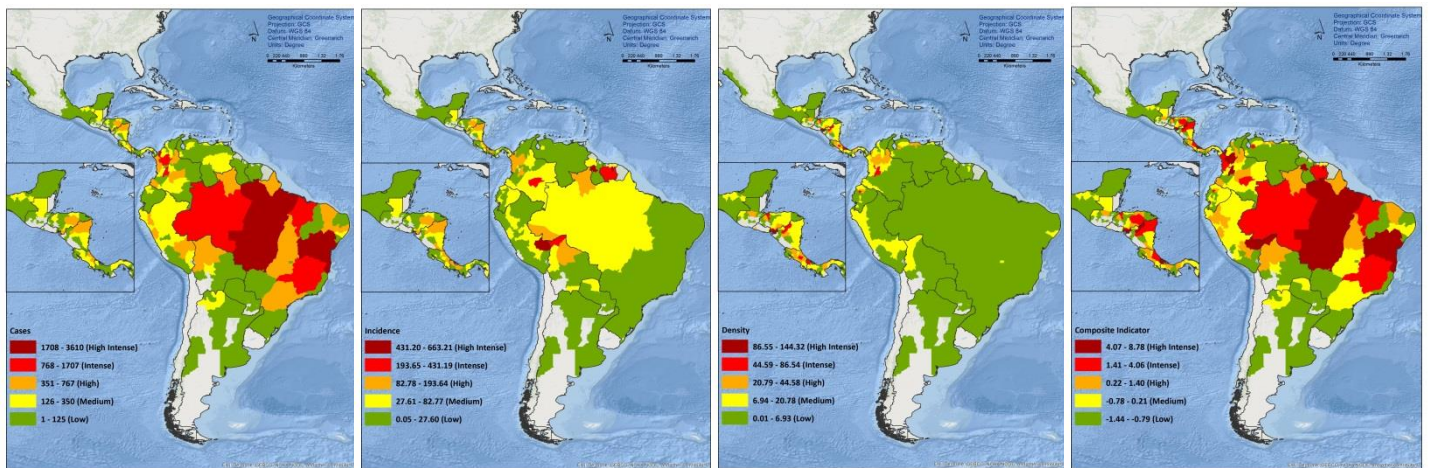 Geographical Coordinate System
Projection: GCS
Datum: WGS 84
Central Meridian: Greenwich
Units: Degree
N
Kilometers
Cases
1708 - 3610 (High Intense)
768 - 1707 (Intense)
351 - 767 (High)
126 - 350 (Medium)
1 - 125 (Low)
Geographical Coordinate System
Projection: GCS
Datum: WGS 84
Central Meridian: Greenwich
Units: Degree
N
Kilometers
Incidence
431.20 - 663.21 (High Intense)
193.65 - 431.19 (Intense)
82.78 - 193.64 (High)
27.61 - 82.77 (Medium)
0.05 - 27.60 (Low)
Geographical Coordinate System
Projection: GCS
Datum: WGS 84
Central Meridian: Greenwich
Units: Degree
N
Kilometers
Density
86.55 - 144.32 (High Intense)
44.59 - 86.54 (Intense)
20.79 - 44.58 (High)
6.94 - 20.78 (Medium)
0.01 - 6.93 (Low)
Geographical Coordinate System
Projection: GCS
Datum: WGS 84
Central Meridian: Greenwich
Units: Degree
N
Kilometers
Composite Indicator
4.07 - 8.78 (High Intense)
1.41 - 4.06 (Intense)
0.22 - 1.40 (High)
-0.78 - 0.21 (Medium)
-1.44 - -0.79 (Low)